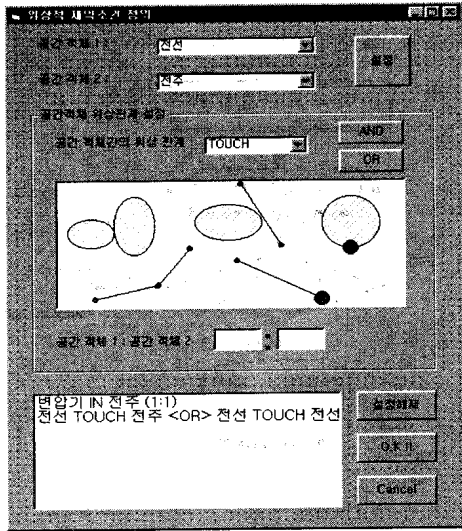 위상적 제약조건 정의
공간 객체 1 :
전선
설정
공간 객체 2 :
전주
공간객체 위상관계 설정
공간 객체간의 위상 관계
TOUCH
AND
OR
공간 객체 1 : 공간 객체 2
:
변압기 IN 전주 (1:1)
전선 TOUCH 전주 <OR> 전선 TOUCH 전선
설정해제
Cancel